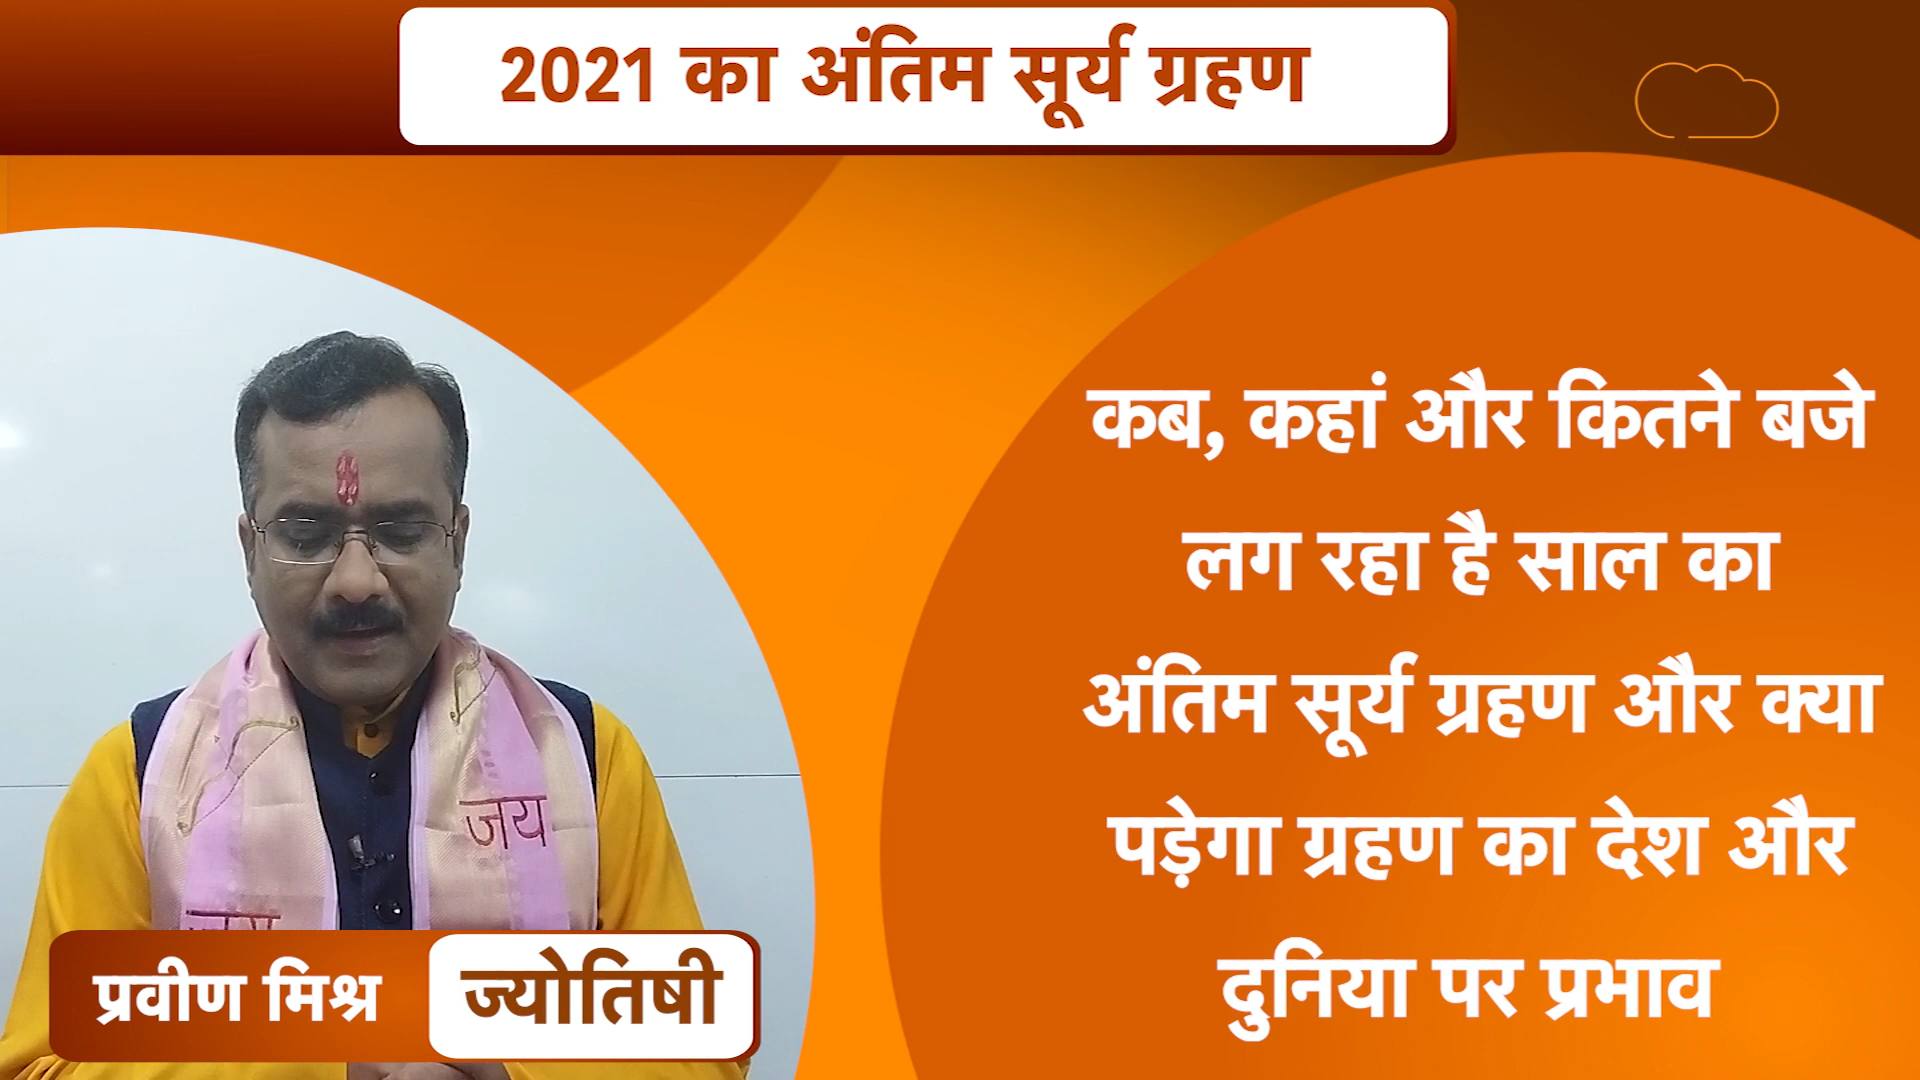 2021 का अंतिम सूर्य ग्रहण
कब, कहां और कितने बजे
लग रहा है साल का
अंतिम सूर्य ग्रहण और क्या
पड़ेगा ग्रहण का देश और
दुनिया पर प्रभाव
जय
प्रवीण मिश्र
ज्योतिषी